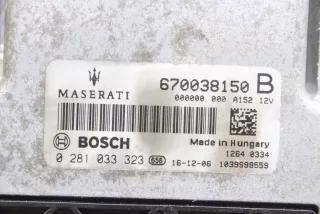 670038150 B
MASERATI
000000 000 A152 12V
BOSCH
Made in Hungary
1264 0334
0 281 033 323 658 16-12-06 1039S99559